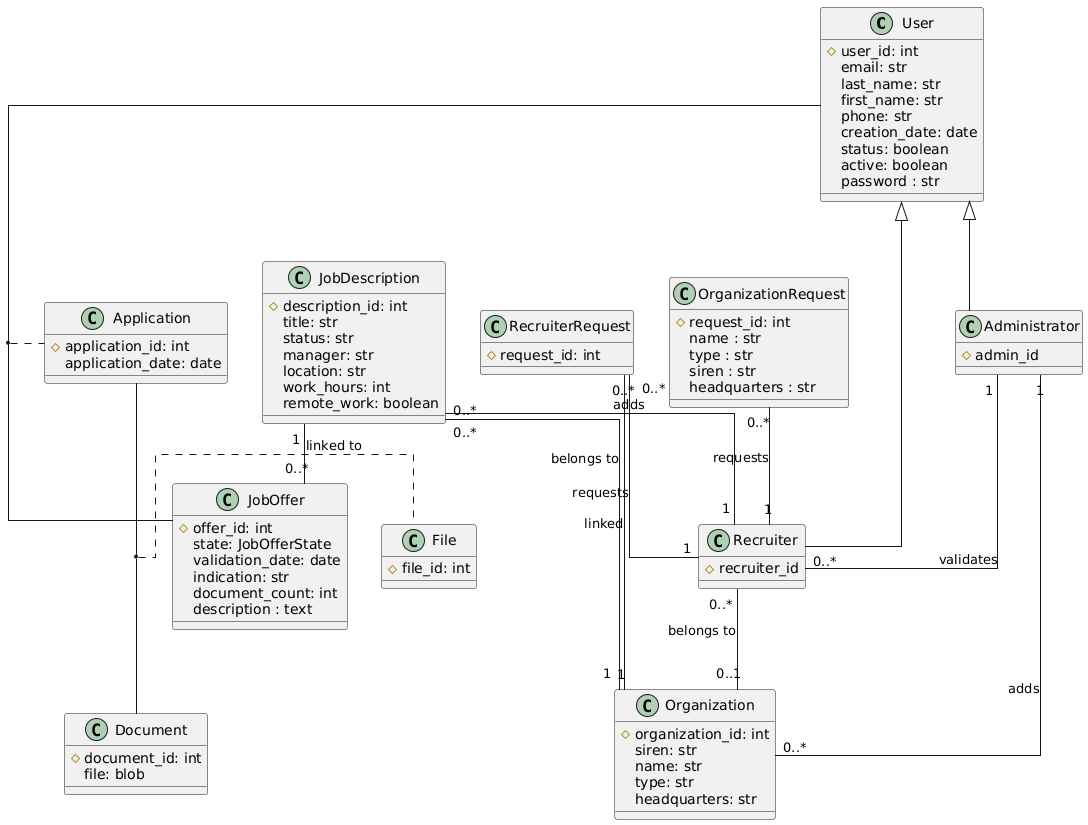 C User
user_id: int
email: str
last_name: str
first_name: str
phone: str
creation_date: date
status: boolean
active: boolean
password : str
C JobDescription
description_id: int
title: str
status: str
manager: str
location: str
work_hours: int
remote_work: boolean
C OrganizationRequest
request_id: int
name : str
type : str
siren : str
headquarters : str
C Application
application_id: int
application_date: date
C RecruiterRequest
request_id: int
C Administrator
admin_id
0..*
0..*
1
1
adds
0..*
0..*
0..*
1
linked to
belongs to
requests
0..*
requests
linked
1
1
C JobOffer
offer_id: int
state: JobOfferState
validation_date: date
indication: str
document_count: int
description : text
C File
file_id: int
1
C Recruiter
recruiter_id
0..*
validates
0..*
belongs to
1
1
0..1
adds
0..*
C Organization
organization_id: int
siren: str
name: str
type: str
headquarters: str
C Document
document_id: int
file: blob